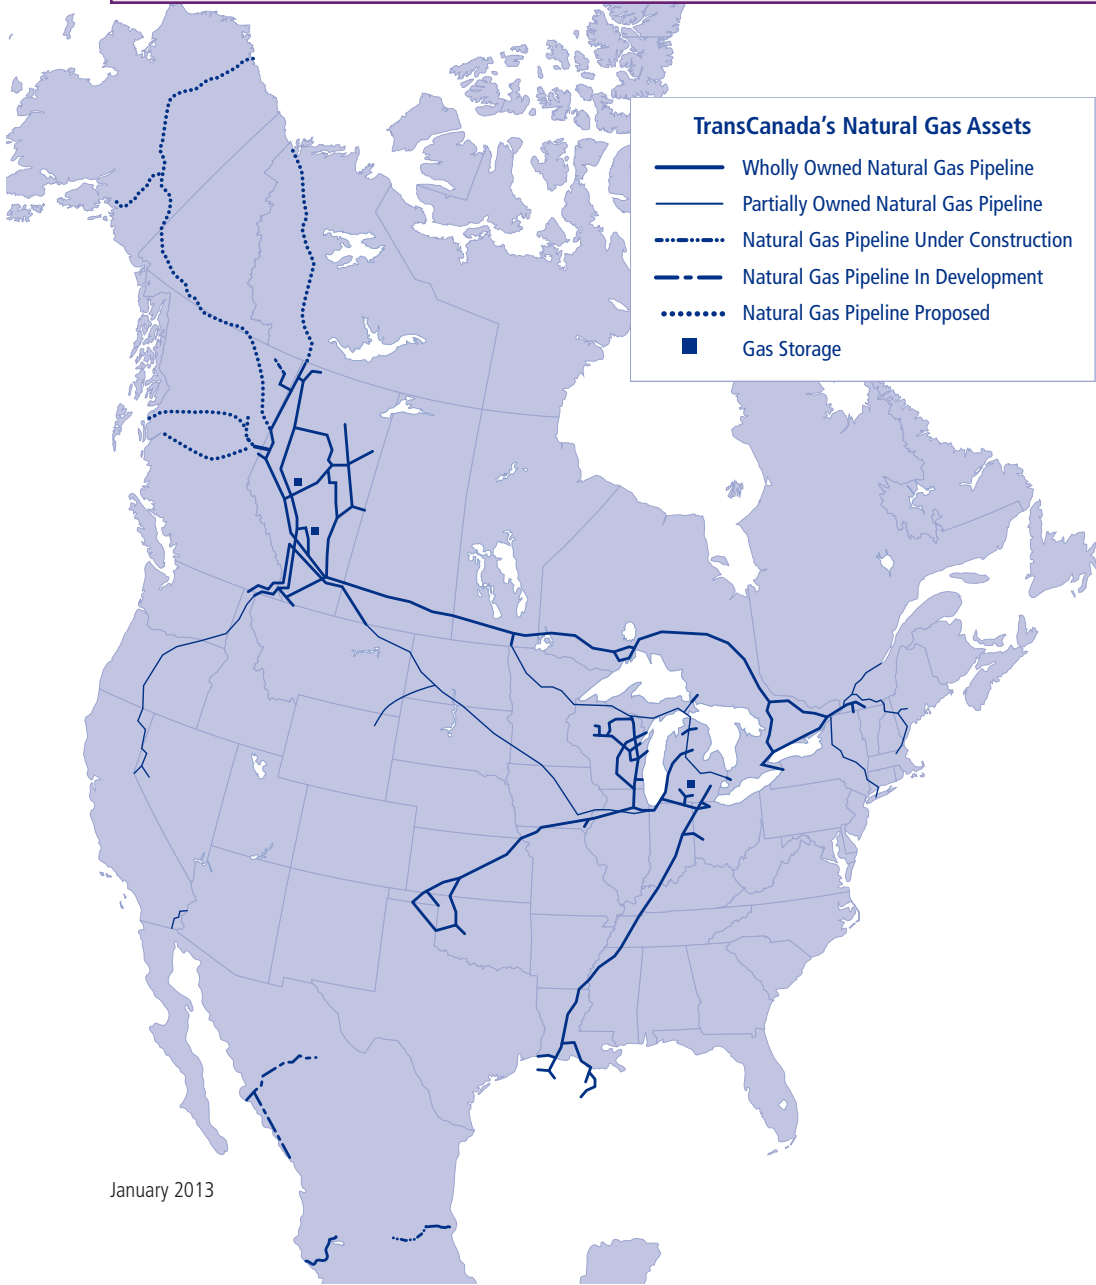 TransCanada's Natural Gas Assets
Wholly Owned Natural Gas Pipeline
Partially Owned Natural Gas Pipeline
Natural Gas Pipeline Under Construction
Natural Gas Pipeline In Development
Natural Gas Pipeline Proposed
Gas Storage
January 2013